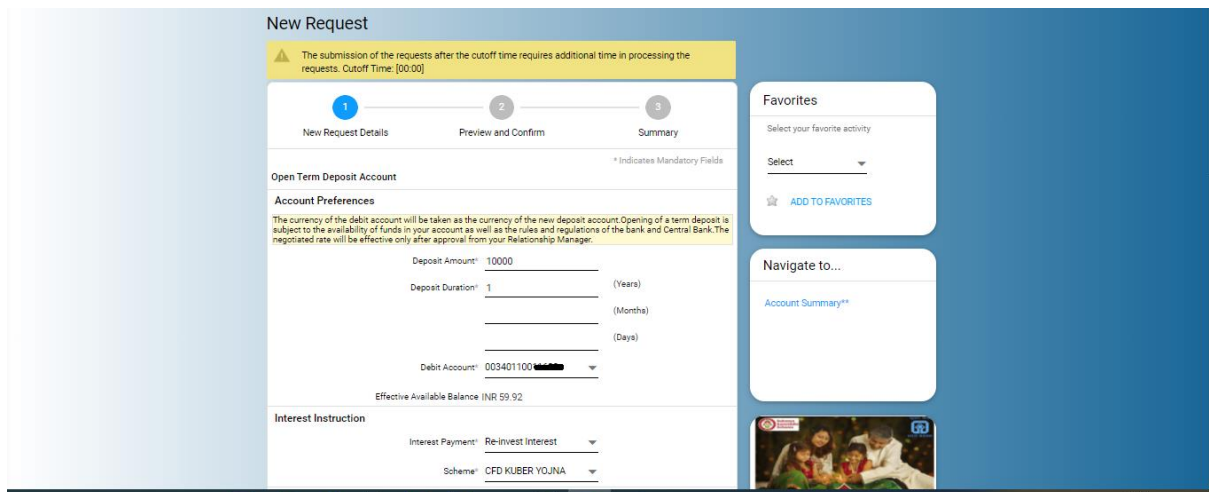 New Request
The submission of the requests after the cutoff time requires additional time in processing the
requests. Cutoff Time: [00:00]
1
2
3
New Request Details
Preview and Confirm
Summary
* Indicates Mandatory Fields
Open Term Deposit Account
Account Preferences
The currency of the debit account will be taken as the currency of the new deposit account.Opening of a term deposit is
subject to the availability of funds in your account as well as the rules and regulations of the bank and Central Bank.The
negotiated rate will be effective only after approval from your Relationship Manager.
Deposit Amount* 10000
Deposit Duration* 1 (Years)
(Months)
(Days)
Debit Account* 003401100
Effective Available Balance INR 59.92
Interest Instruction
Interest Payment* Re-invest Interest
Scheme* CFD KUBER YOJNA
Favorites
Select your favorite activity
Select
ADD TO FAVORITES
Navigate to...
Account Summary**